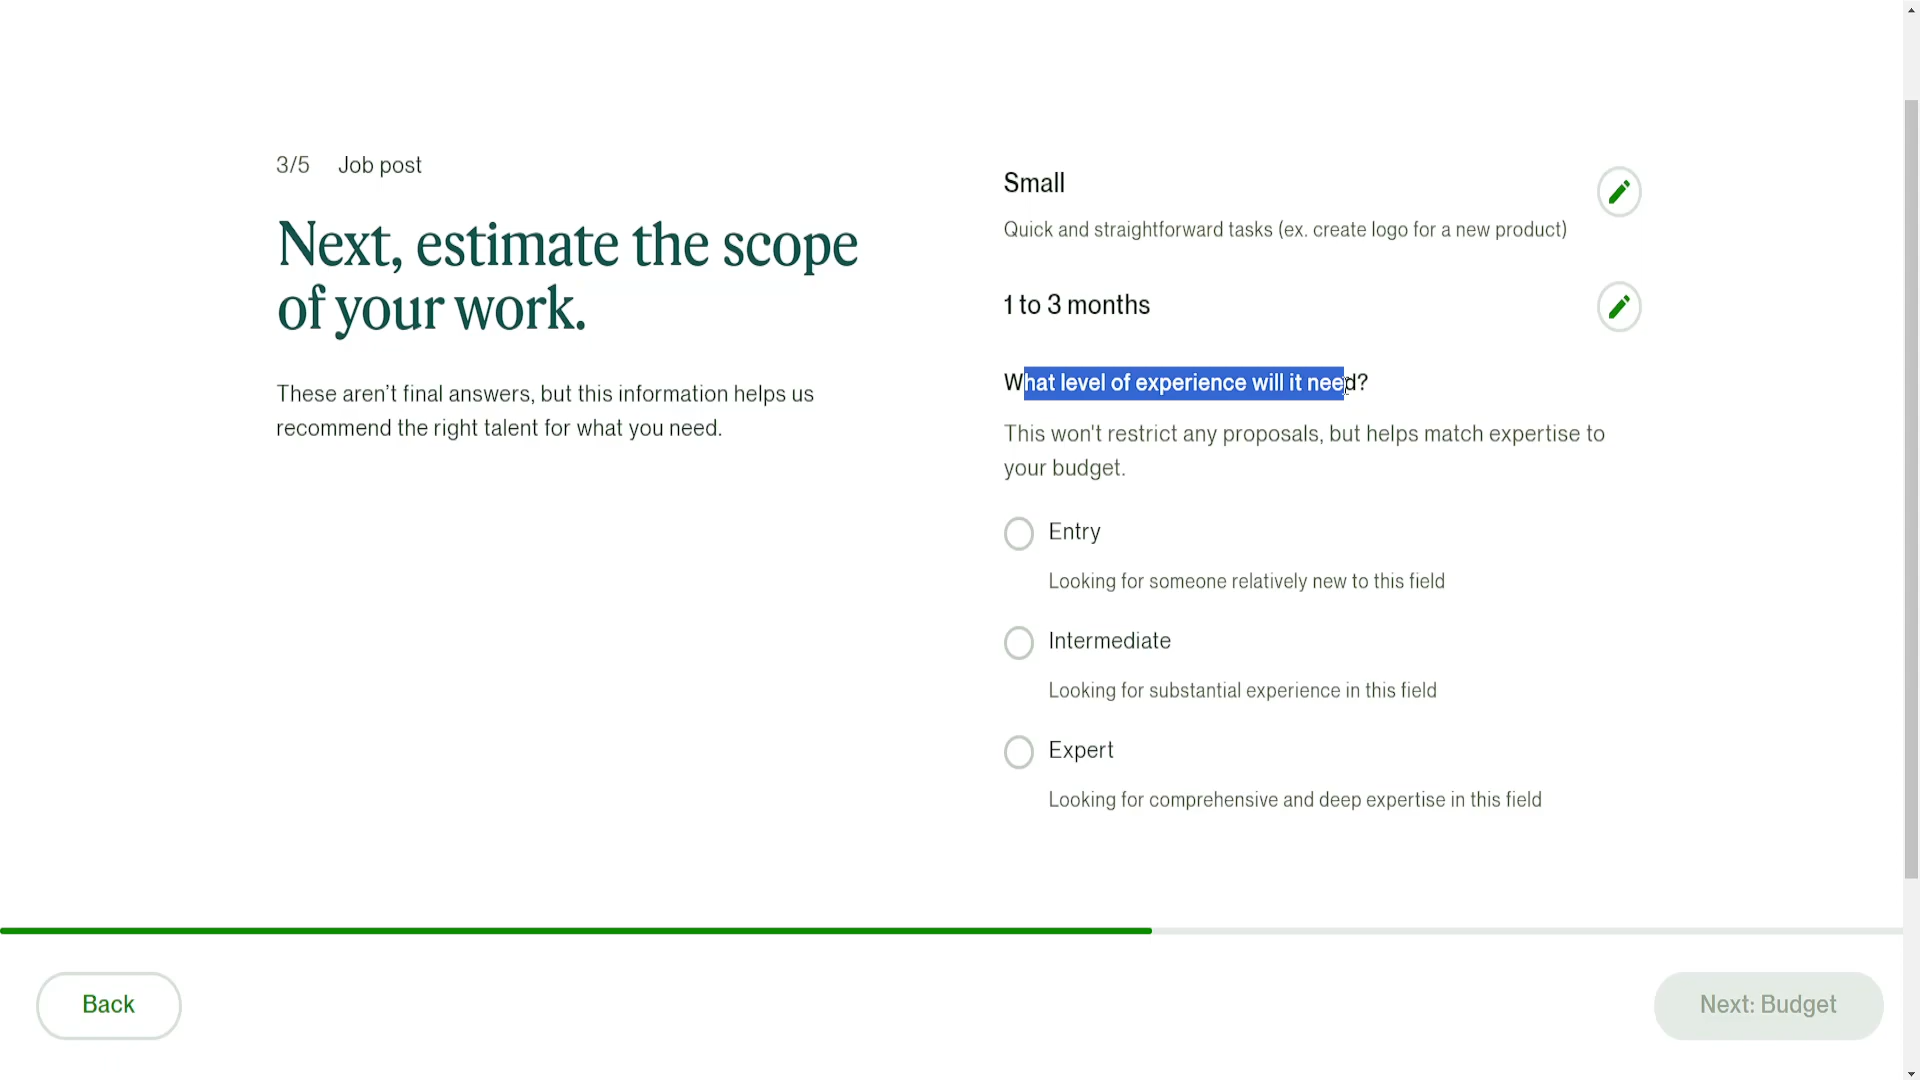 3/5 Job post
Next, estimate the scope
of your work.
These aren’t final answers, but this information helps us
recommend the right talent for what you need.
Small
Quick and straightforward tasks (ex. create logo for a new product)
1 to 3 months
What level of experience will it need?
This won't restrict any proposals, but helps match expertise to
your budget.
Entry
Looking for someone relatively new to this field
Intermediate
Looking for substantial experience in this field
Expert
Looking for comprehensive and deep expertise in this field
Back
Next: Budget